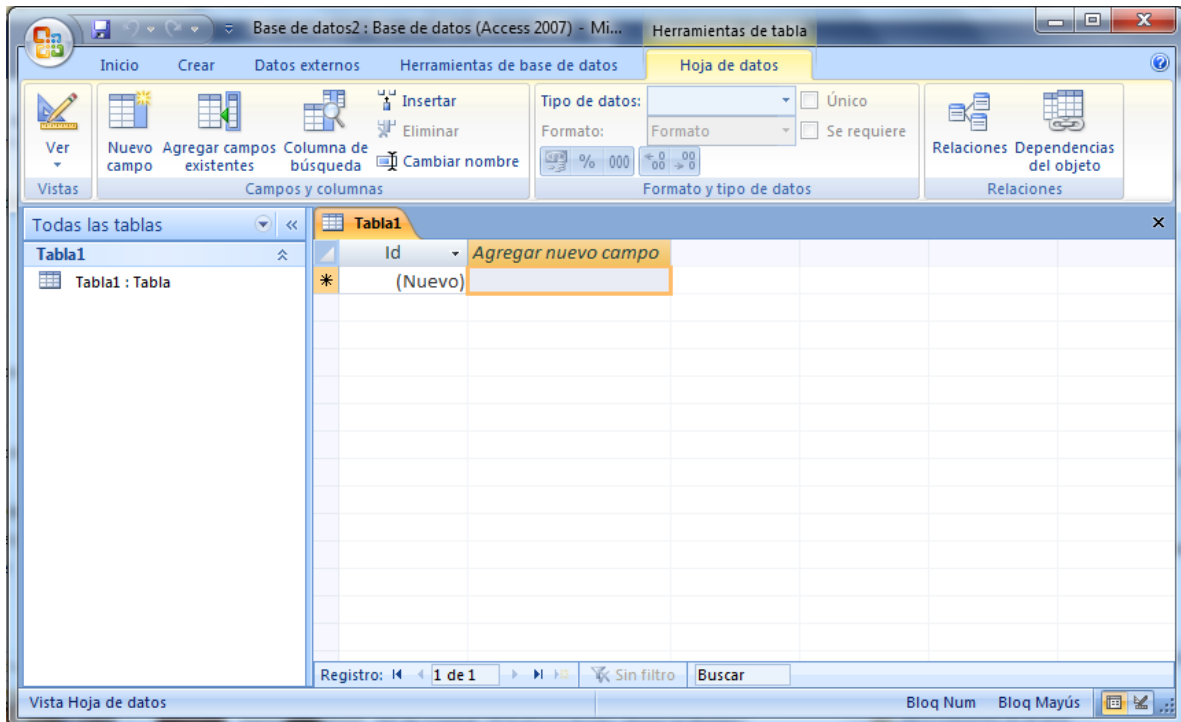 Base de datos2 : Base de datos (Access 2007) - Mi...
Herramientas de tabla
Inicio
Crear
Datos externos
Herramientas de base de datos
Hoja de datos
Ver
Nuevo campo
Agregar campos existentes
Columna de búsqueda
Insertar
Eliminar
Cambiar nombre
Tipo de datos:
Único
Formato:
Formato
Se requiere
% 000
Relaciones
Dependencias del objeto
Vistas
Campos y columnas
Formato y tipo de datos
Relaciones
Todas las tablas
Tabla1
Tabla1
Tabla1 : Tabla
Id
Agregar nuevo campo
(Nuevo)
Registro:
1 de 1
Sin filtro
Buscar
Vista Hoja de datos
Bloq Num
Bloq Mayús